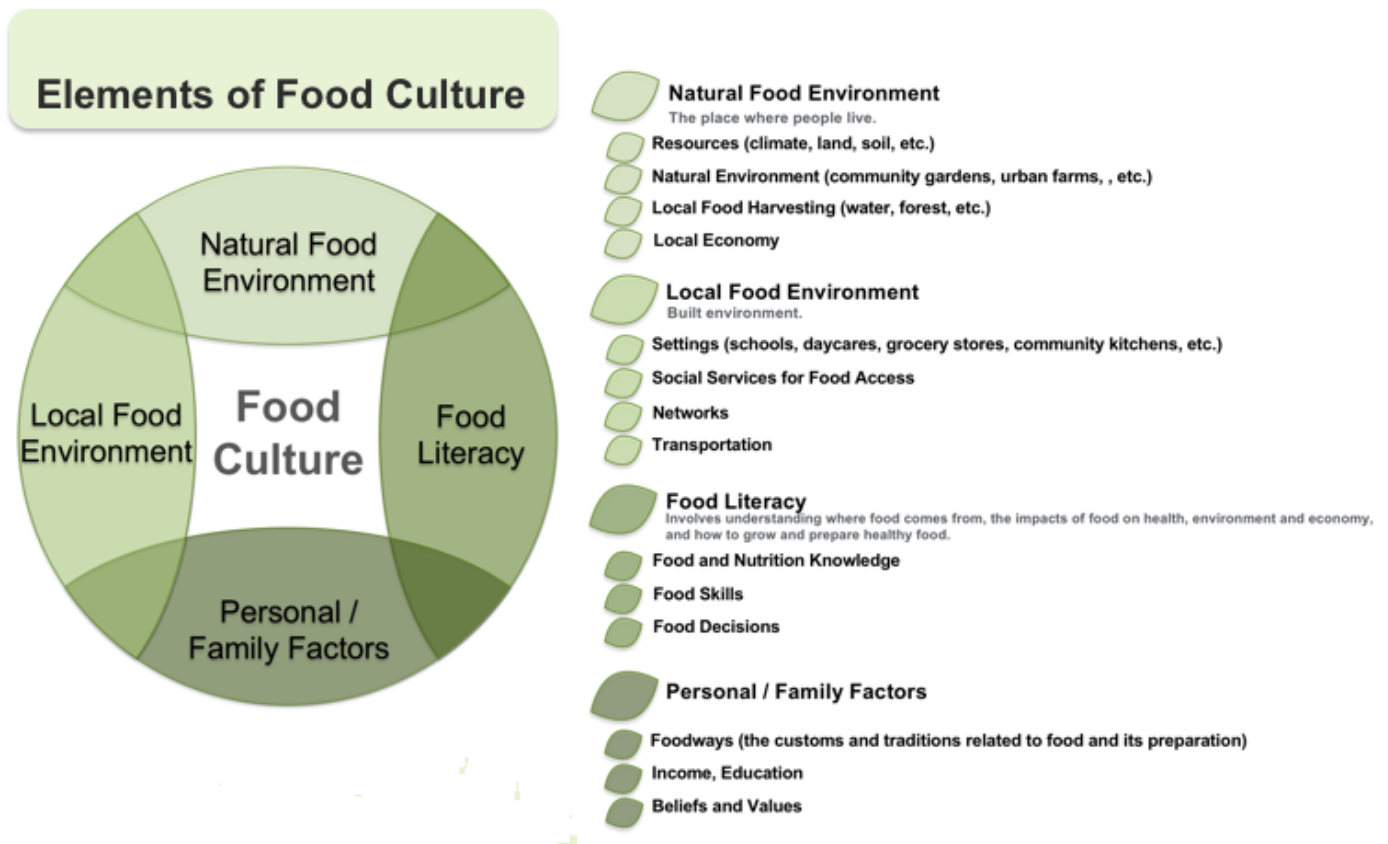 Elements of Food Culture
Natural Food
Environment
Local Food
Environment
Food
Culture
Food
Literacy
Personal /
Family Factors
Natural Food Environment
The place where people live.
Resources (climate, land, soil, etc.)
Natural Environment (community gardens, urban farms, , etc.)
Local Food Harvesting (water, forest, etc.)
Local Economy
Local Food Environment
Built environment.
Settings (schools, daycares, grocery stores, community kitchens, etc.)
Social Services for Food Access
Networks
Transportation
Food Literacy
Involves understanding where food comes from, the impacts of food on health, environment and economy,
and how to grow and prepare healthy food.
Food and Nutrition Knowledge
Food Skills
Food Decisions
Personal / Family Factors
Foodways (the customs and traditions related to food and its preparation)
Income, Education
Beliefs and Values